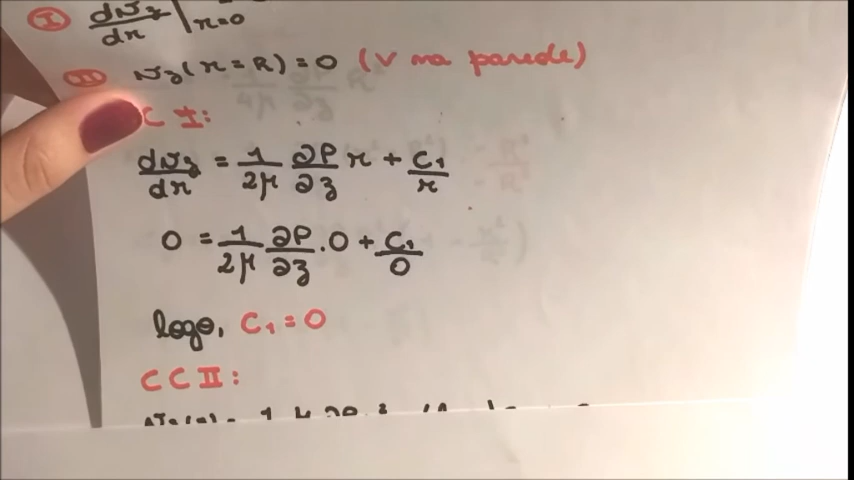 I dvz/dr | r=0
II vz(r=R)=0 (V na parede)
C I:
dvz/dr = 1/2μ ∂P/∂z r + C1/r
0 = 1/2μ ∂P/∂z . 0 + C1/0
logo, C1=0
CC II: